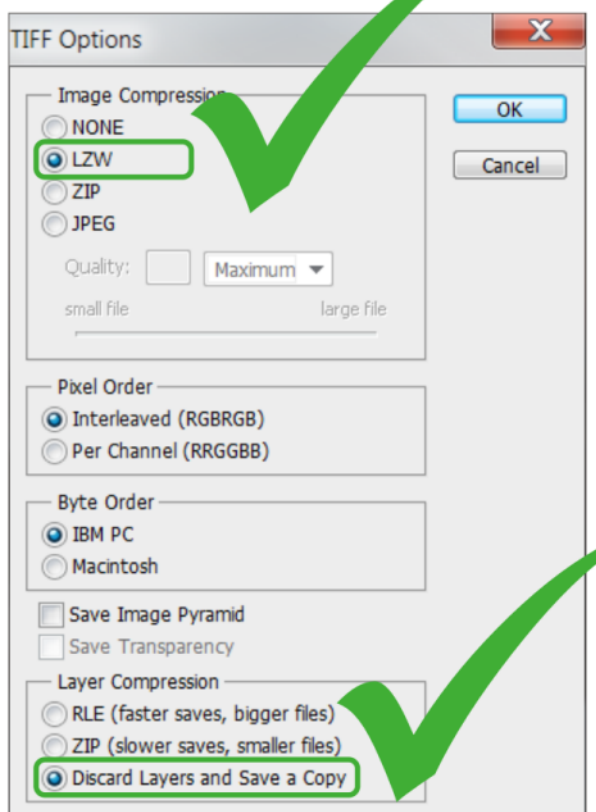 TIFF Options
X
Image Compression
NONE
LZW
ZIP
JPEG
Quality:
Maximum
small file
large file
OK
Cancel
Pixel Order
Interleaved (RGBRGB)
Per Channel (RRGGBB)
Byte Order
IBM PC
Macintosh
Save Image Pyramid
Save Transparency
Layer Compression
RLE (faster saves, bigger files)
ZIP (slower saves, smaller files)
Discard Layers and Save a Copy